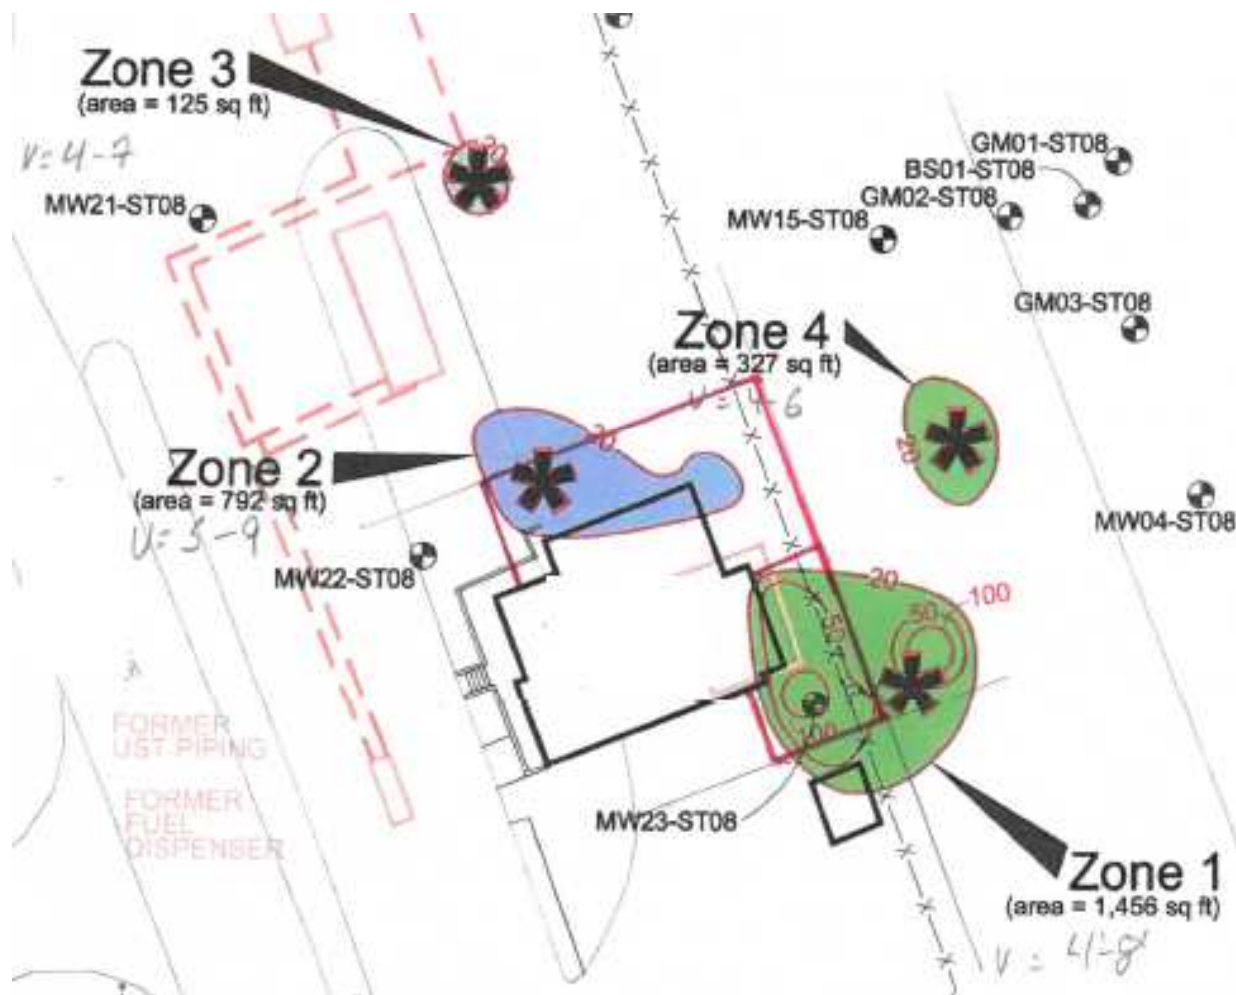 Zone 3
(area = 125 sq ft)
V= 4-7
MW21-ST08
GM01-ST08
BS01-ST08
GM02-ST08
MW15-ST08
GM03-ST08
Zone 4
(area = 327 sq ft)
V = 4-6
20
20
Zone 2
(area = 792 sq ft)
V= 5-9
MW22-ST08
MW04-ST08
20
100
50
50
100
FORMER
UST PIPING
FORMER
FUEL
DISPENSER
MW23-ST08
Zone 1
(area = 1,456 sq ft)
V = 4-8